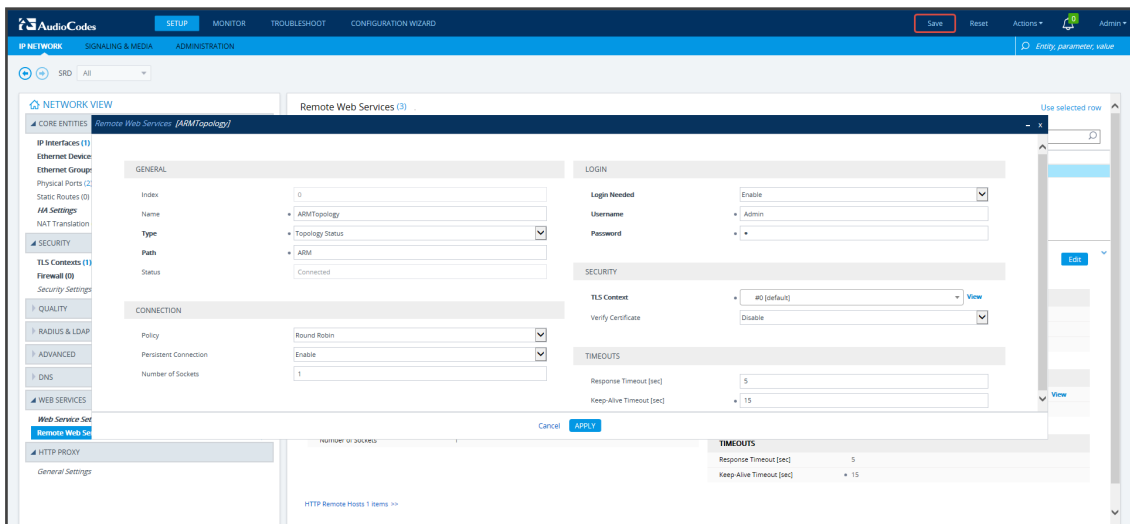 AudioCodes SETUP MONITOR TROUBLESHOOT CONFIGURATION WIZARD Save Reset Actions 0 Admin
IP NETWORK SIGNALING & MEDIA ADMINISTRATION Entity, parameter, value
SRD All
NETWORK VIEW
CORE ENTITIES
IP Interfaces (1)
Ethernet Device
Ethernet Group
Physical Ports (2)
Static Routes (0)
HA Settings
NAT Translation
SECURITY
TLS Contexts (1)
Firewall (0)
Security Settings
QUALITY
RADIUS & LDAP
ADVANCED
DNS
WEB SERVICES
Web Service Set
Remote Web Se
HTTP PROXY
General Settings
Remote Web Services (3)
Use selected row
Remote Web Services [ARMTopology] – x
GENERAL
Index 0
Name ARMTopology
Type Topology Status
Path ARM
Status Connected
CONNECTION
Policy Round Robin
Persistent Connection Enable
Number of Sockets 1
LOGIN
Login Needed Enable
Username Admin
Password •
SECURITY
TLS Context #0 [default] View
Verify Certificate Disable
TIMEOUTS
Response Timeout [sec] 5
Keep-Alive Timeout [sec] 15
Cancel APPLY
Edit
View
Number of Sockets 1
TIMEOUTS
Response Timeout [sec] 5
Keep-Alive Timeout [sec] 15
HTTP Remote Hosts 1 items >>